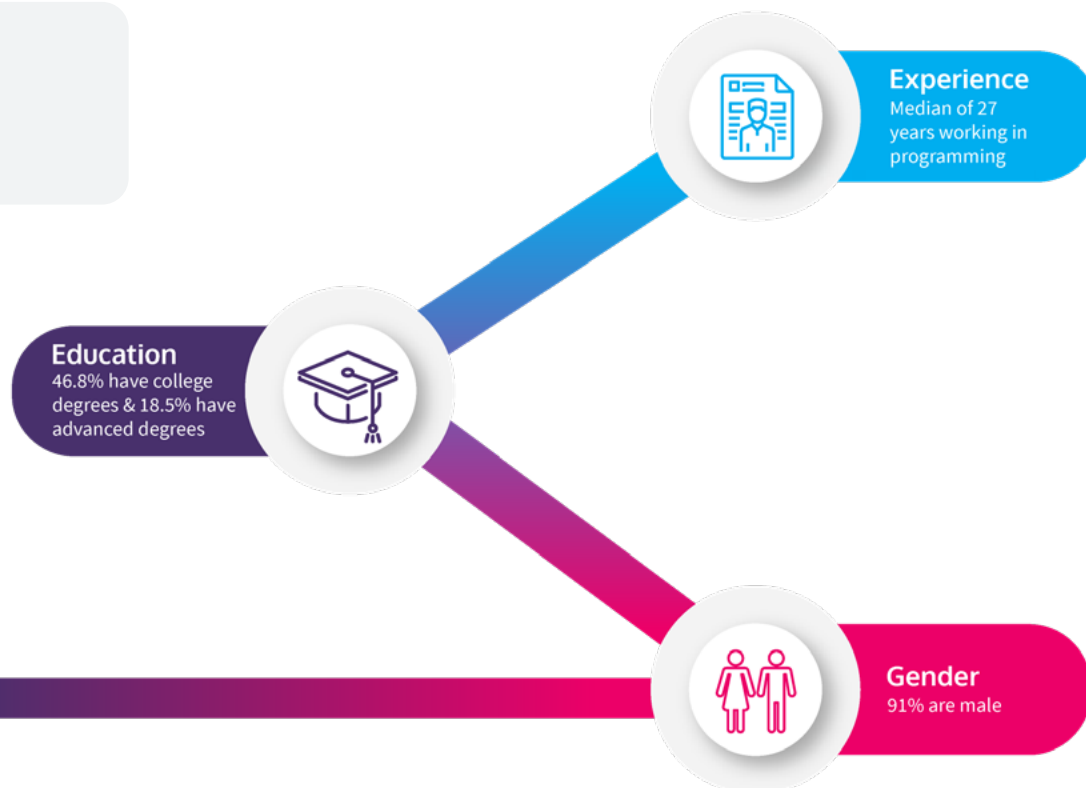 Experience
Median of 27
years working in
programming
Education
46.8% have college
degrees & 18.5% have
advanced degrees
Gender
91% are male